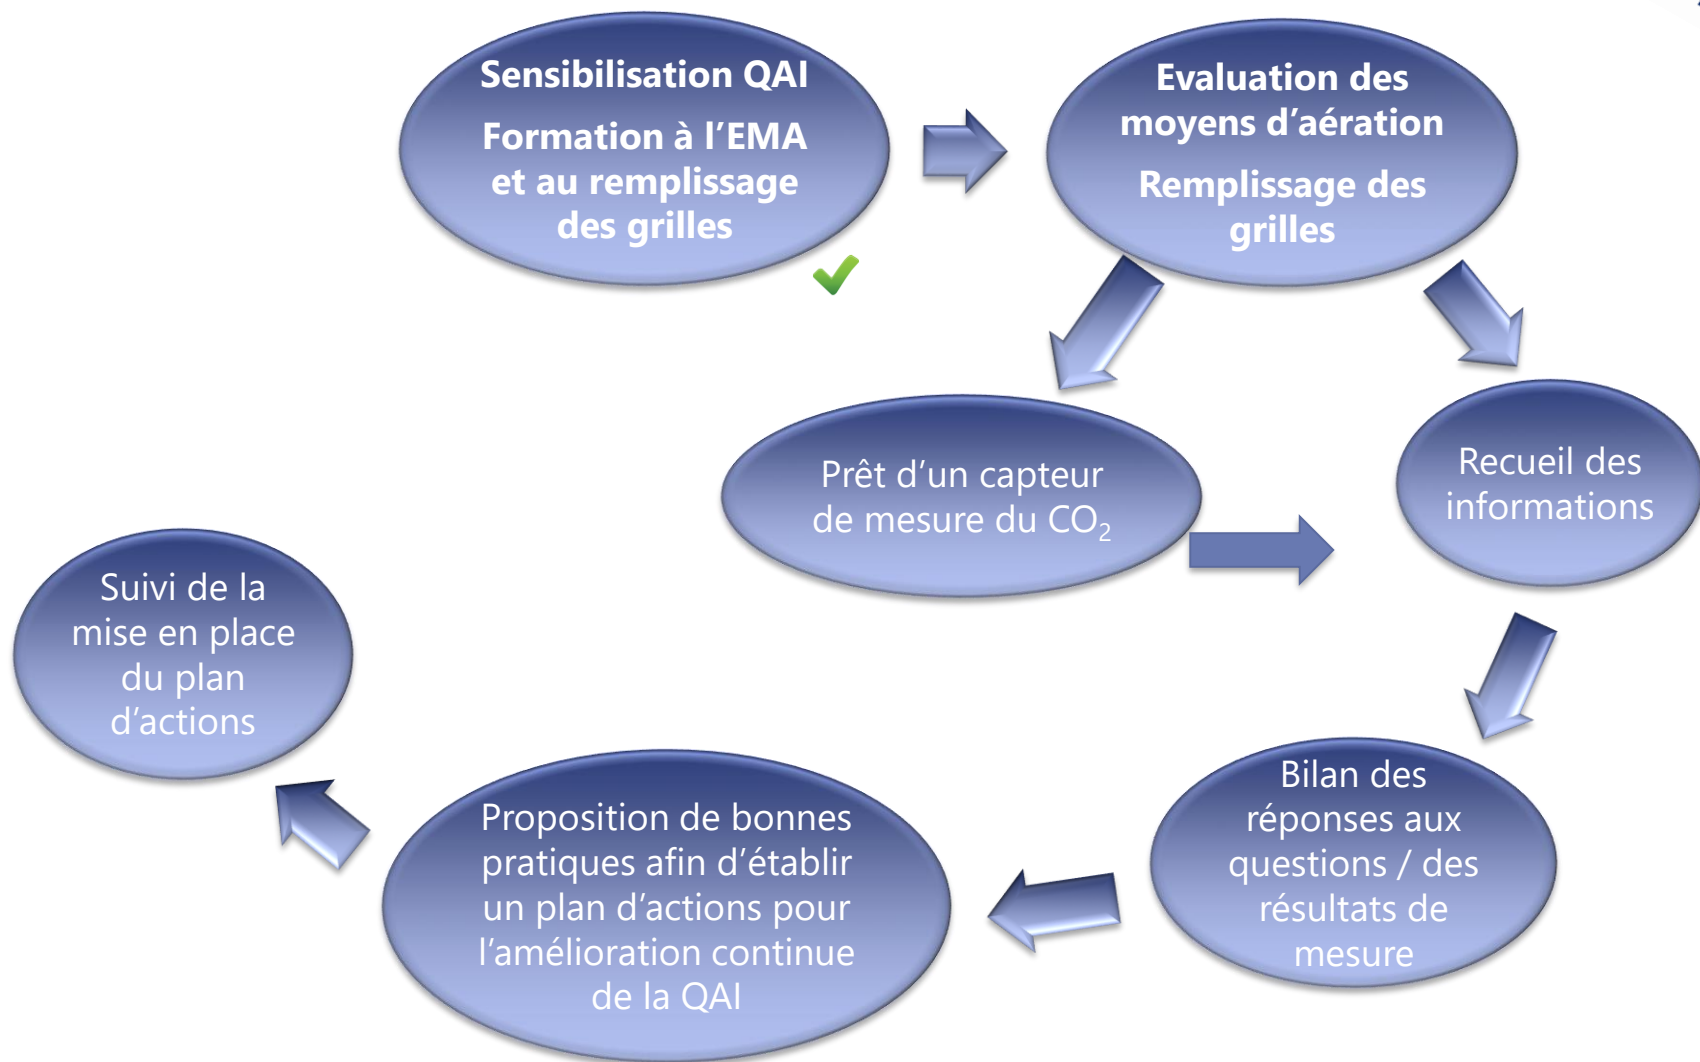 Sensibilisation QAI
Formation à l’EMA
et au remplissage
des grilles
Evaluation des
moyens d’aération
Remplissage des
grilles
Prêt d’un capteur
de mesure du CO₂
Recueil des
informations
Bilan des
réponses aux
questions / des
résultats de
mesure
Proposition de bonnes
pratiques afin d’établir
un plan d’actions pour
l’amélioration continue
de la QAI
Suivi de la
mise en place
du plan
d’actions